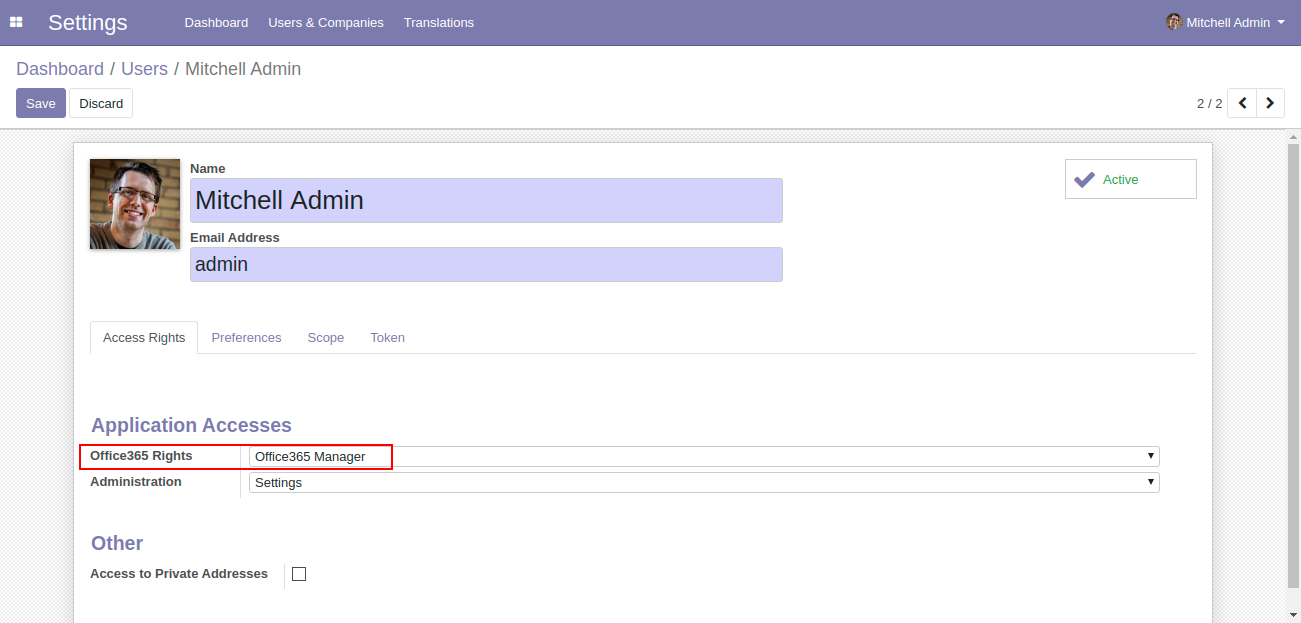 Settings Dashboard Users & Companies Translations Mitchell Admin
Dashboard / Users / Mitchell Admin
Save Discard 2 / 2
Name
Mitchell Admin
Active
Email Address
admin
Access Rights Preferences Scope Token
Application Accesses
Office365 Rights Office365 Manager
Administration Settings
Other
Access to Private Addresses